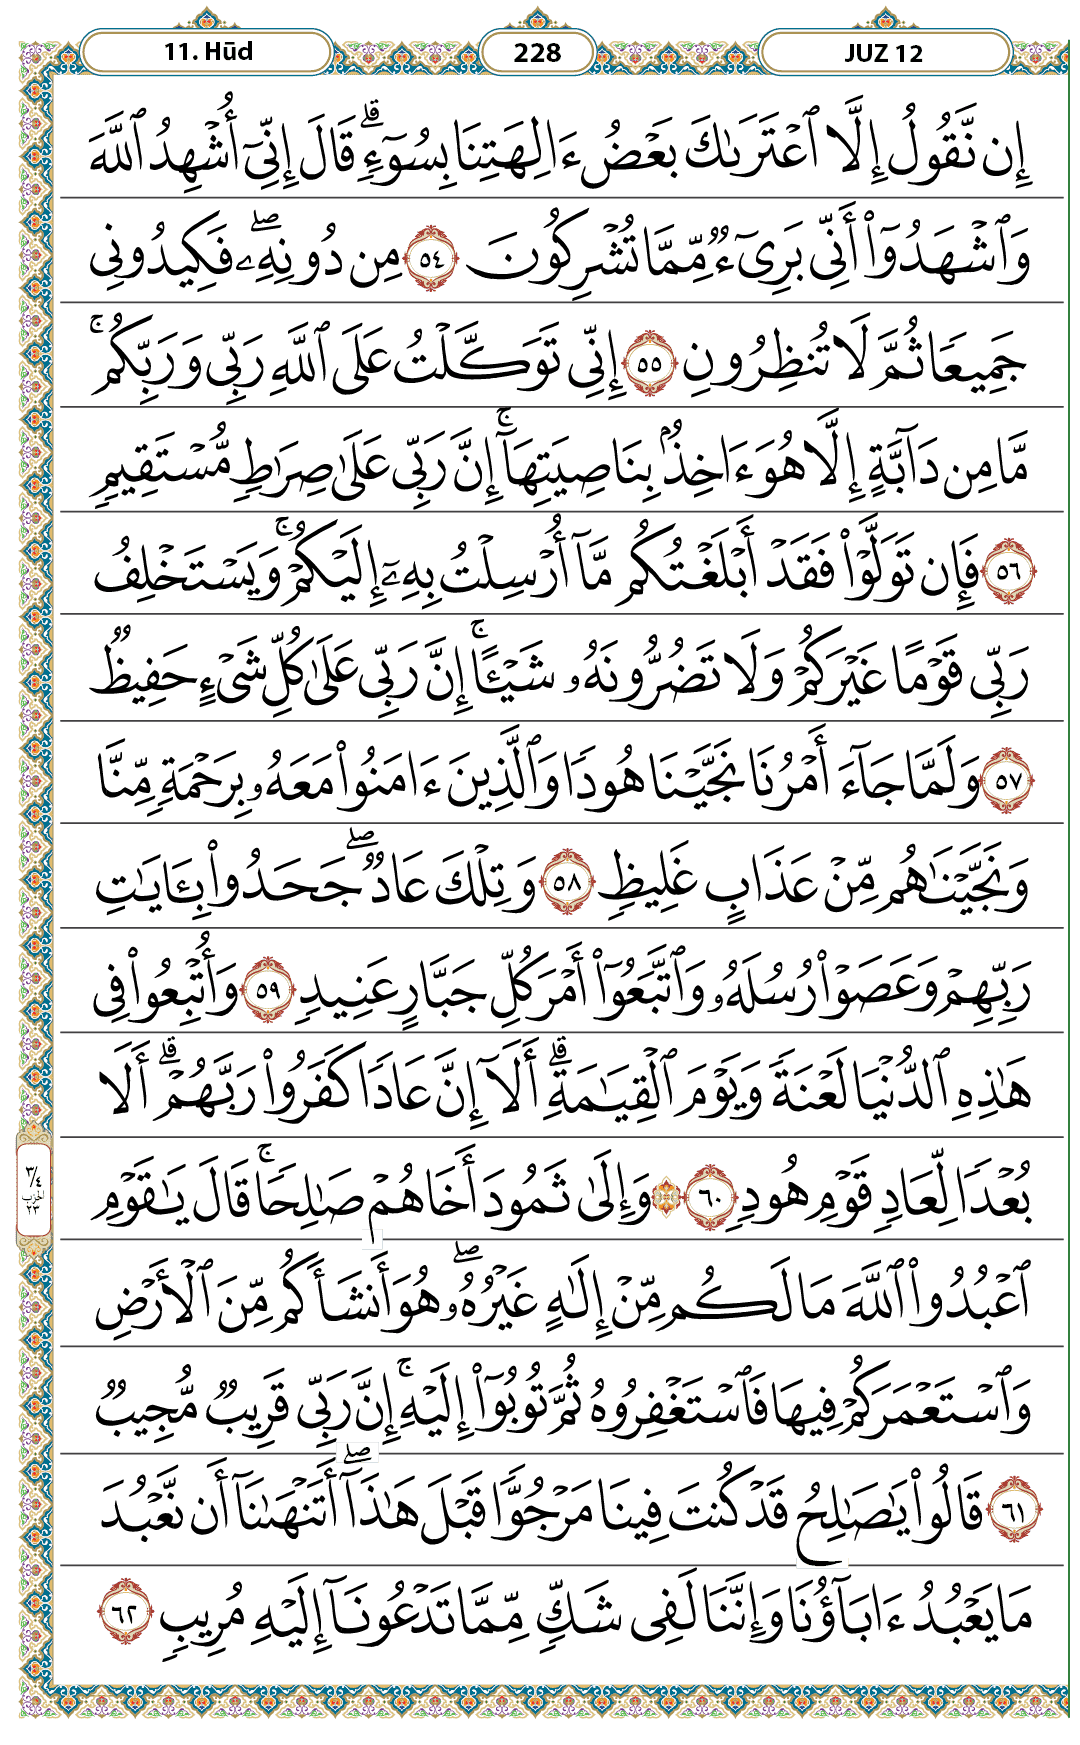 11. Hūd
228
JUZ 12
إِن نَّقُولُ إِلَّا ٱعْتَرَىٰكَ بَعْضُ ءَالِهَتِنَا بِسُوٓءٍ ۗ قَالَ إِنِّىٓ أُشْهِدُ ٱللَّهَ
وَٱشْهَدُوٓا۟ أَنِّى بَرِىٓءٌ مِّمَّا تُشْرِكُونَ ٥٤ مِن دُونِهِۦ ۖ فَكِيدُونِى
جَمِيعًا ثُمَّ لَا تُنظِرُونِ ٥٥ إِنِّى تَوَكَّلْتُ عَلَى ٱللَّهِ رَبِّى وَرَبِّكُم ۚ
مَّا مِن دَآبَّةٍ إِلَّا هُوَ ءَاخِذٌۢ بِنَاصِيَتِهَآ ۚ إِنَّ رَبِّى عَلَىٰ صِرَٰطٍ مُّسْتَقِيمٍ
٥٦ فَإِن تَوَلَّوْا۟ فَقَدْ أَبْلَغْتُكُم مَّآ أُرْسِلْتُ بِهِۦٓ إِلَيْكُمْ ۚ وَيَسْتَخْلِفُ
رَبِّى قَوْمًا غَيْرَكُمْ وَلَا تَضُرُّونَهُۥ شَيْـًٔا ۚ إِنَّ رَبِّى عَلَىٰ كُلِّ شَىْءٍ حَفِيظٌ
٥٧ وَلَمَّا جَآءَ أَمْرُنَا نَجَّيْنَا هُودًا وَٱلَّذِينَ ءَامَنُوا۟ مَعَهُۥ بِرَحْمَةٍ مِّنَّا
وَنَجَّيْنَٰهُم مِّنْ عَذَابٍ غَلِيظٍ ٥٨ وَتِلْكَ عَادٌ ۖ جَحَدُوا۟ بِـَٔايَٰتِ
رَبِّهِمْ وَعَصَوْا۟ رُسُلَهُۥ وَٱتَّبَعُوٓا۟ أَمْرَ كُلِّ جَبَّارٍ عَنِيدٍ ٥٩ وَأُتْبِعُوا۟ فِى
هَٰذِهِ ٱلدُّنْيَا لَعْنَةً وَيَوْمَ ٱلْقِيَٰمَةِ ۗ أَلَآ إِنَّ عَادًا كَفَرُوا۟ رَبَّهُمْ ۗ أَلَا
بُعْدًا لِّعَادٍ قَوْمِ هُودٍ ٦٠ ۞ وَإِلَىٰ ثَمُودَ أَخَاهُمْ صَٰلِحًا ۚ قَالَ يَٰقَوْمِ
ٱعْبُدُوا۟ ٱللَّهَ مَا لَكُم مِّنْ إِلَٰهٍ غَيْرُهُۥ ۖ هُوَ أَنشَأَكُم مِّنَ ٱلْأَرْضِ
وَٱسْتَعْمَرَكُمْ فِيهَا فَٱسْتَغْفِرُوهُ ثُمَّ تُوبُوٓا۟ إِلَيْهِ ۚ إِنَّ رَبِّى قَرِيبٌ مُّجِيبٌ
٦١ قَالُوا۟ يَٰصَٰلِحُ قَدْ كُنتَ فِينَا مَرْجُوًّا قَبْلَ هَٰذَآ ۖ أَتَنْهَىٰنَآ أَن نَّعْبُدَ
مَا يَعْبُدُ ءَابَآؤُنَا وَإِنَّنَا لَفِى شَكٍّ مِّمَّا تَدْعُونَآ إِلَيْهِ مُرِيبٍ ٦٢
٣/٤
الحزب
٢٣